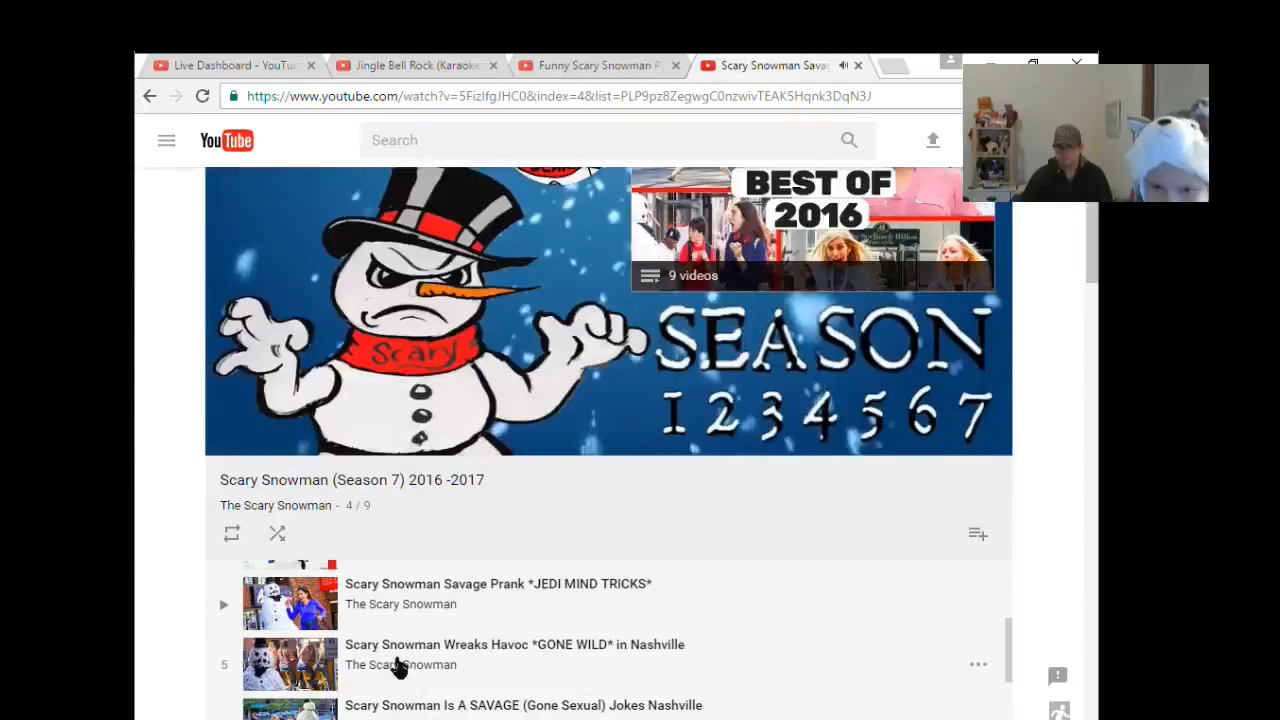 Live Dashboard - YouTu
Jingle Bell Rock (Karaoke
Funny Scary Snowman P
Scary Snowman Sava
https://www.youtube.com/watch?v=5FizIfgJHC0&index=4&list=PLP9pz8ZegwgC0nzwivTEAK5Hqnk3DqN3J
YouTube
Search
BEST OF
2016
9 videos
Scary
SEASON
1 2 3 4 5 6 7
Scary Snowman (Season 7) 2016 -2017
The Scary Snowman - 4 / 9
Scary Snowman Savage Prank *JEDI MIND TRICKS*
The Scary Snowman
5
Scary Snowman Wreaks Havoc *GONE WILD* in Nashville
The Scary Snowman
Scary Snowman Is A SAVAGE (Gone Sexual) Jokes Nashville